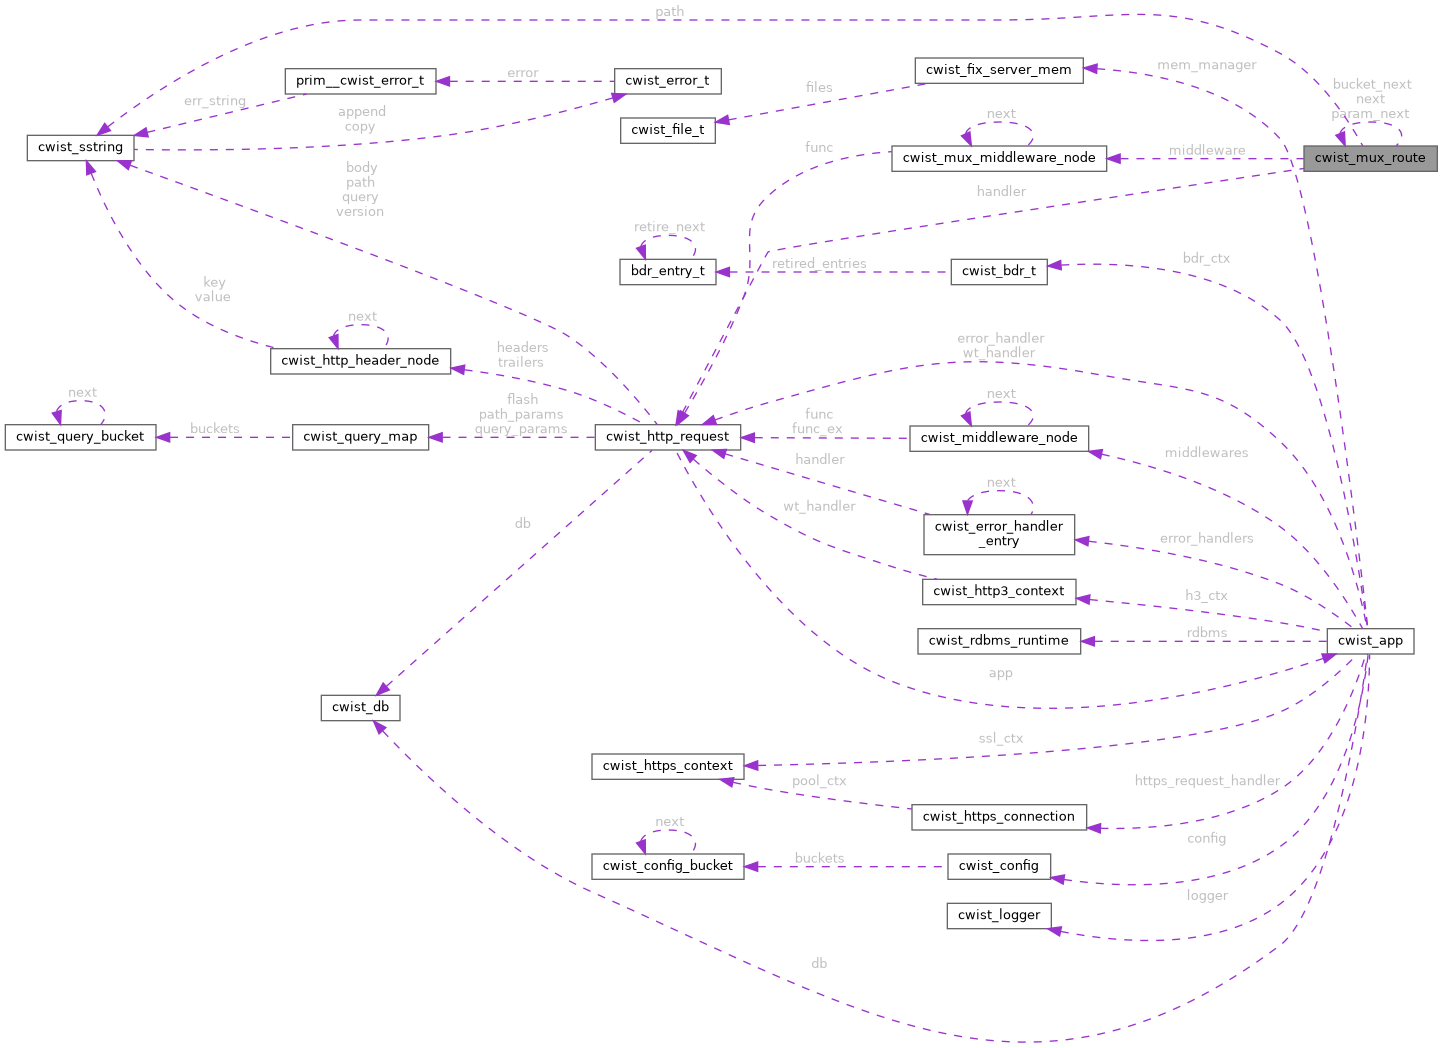 path
prim__cwist_error_t
error
cwist_error_t
cwist_fix_server_mem
mem_manager
files
bucket_next
next
param_next
err_string
append
copy
cwist_file_t
next
cwist_sstring
func
cwist_mux_middleware_node
middleware
cwist_mux_route
body
path
query
version
handler
retire_next
bdr_entry_t
retired_entries
cwist_bdr_t
bdr_ctx
key
value
next
cwist_http_header_node
headers
trailers
error_handler
wt_handler
next
cwist_query_bucket
buckets
cwist_query_map
flash
path_params
query_params
cwist_http_request
func
func_ex
next
cwist_middleware_node
middlewares
handler
next
cwist_error_handler
_entry
error_handlers
db
wt_handler
cwist_http3_context
h3_ctx
cwist_rdbms_runtime
rdbms
cwist_app
app
cwist_db
ssl_ctx
cwist_https_context
pool_ctx
https_request_handler
cwist_https_connection
next
cwist_config_bucket
buckets
cwist_config
config
logger
cwist_logger
db